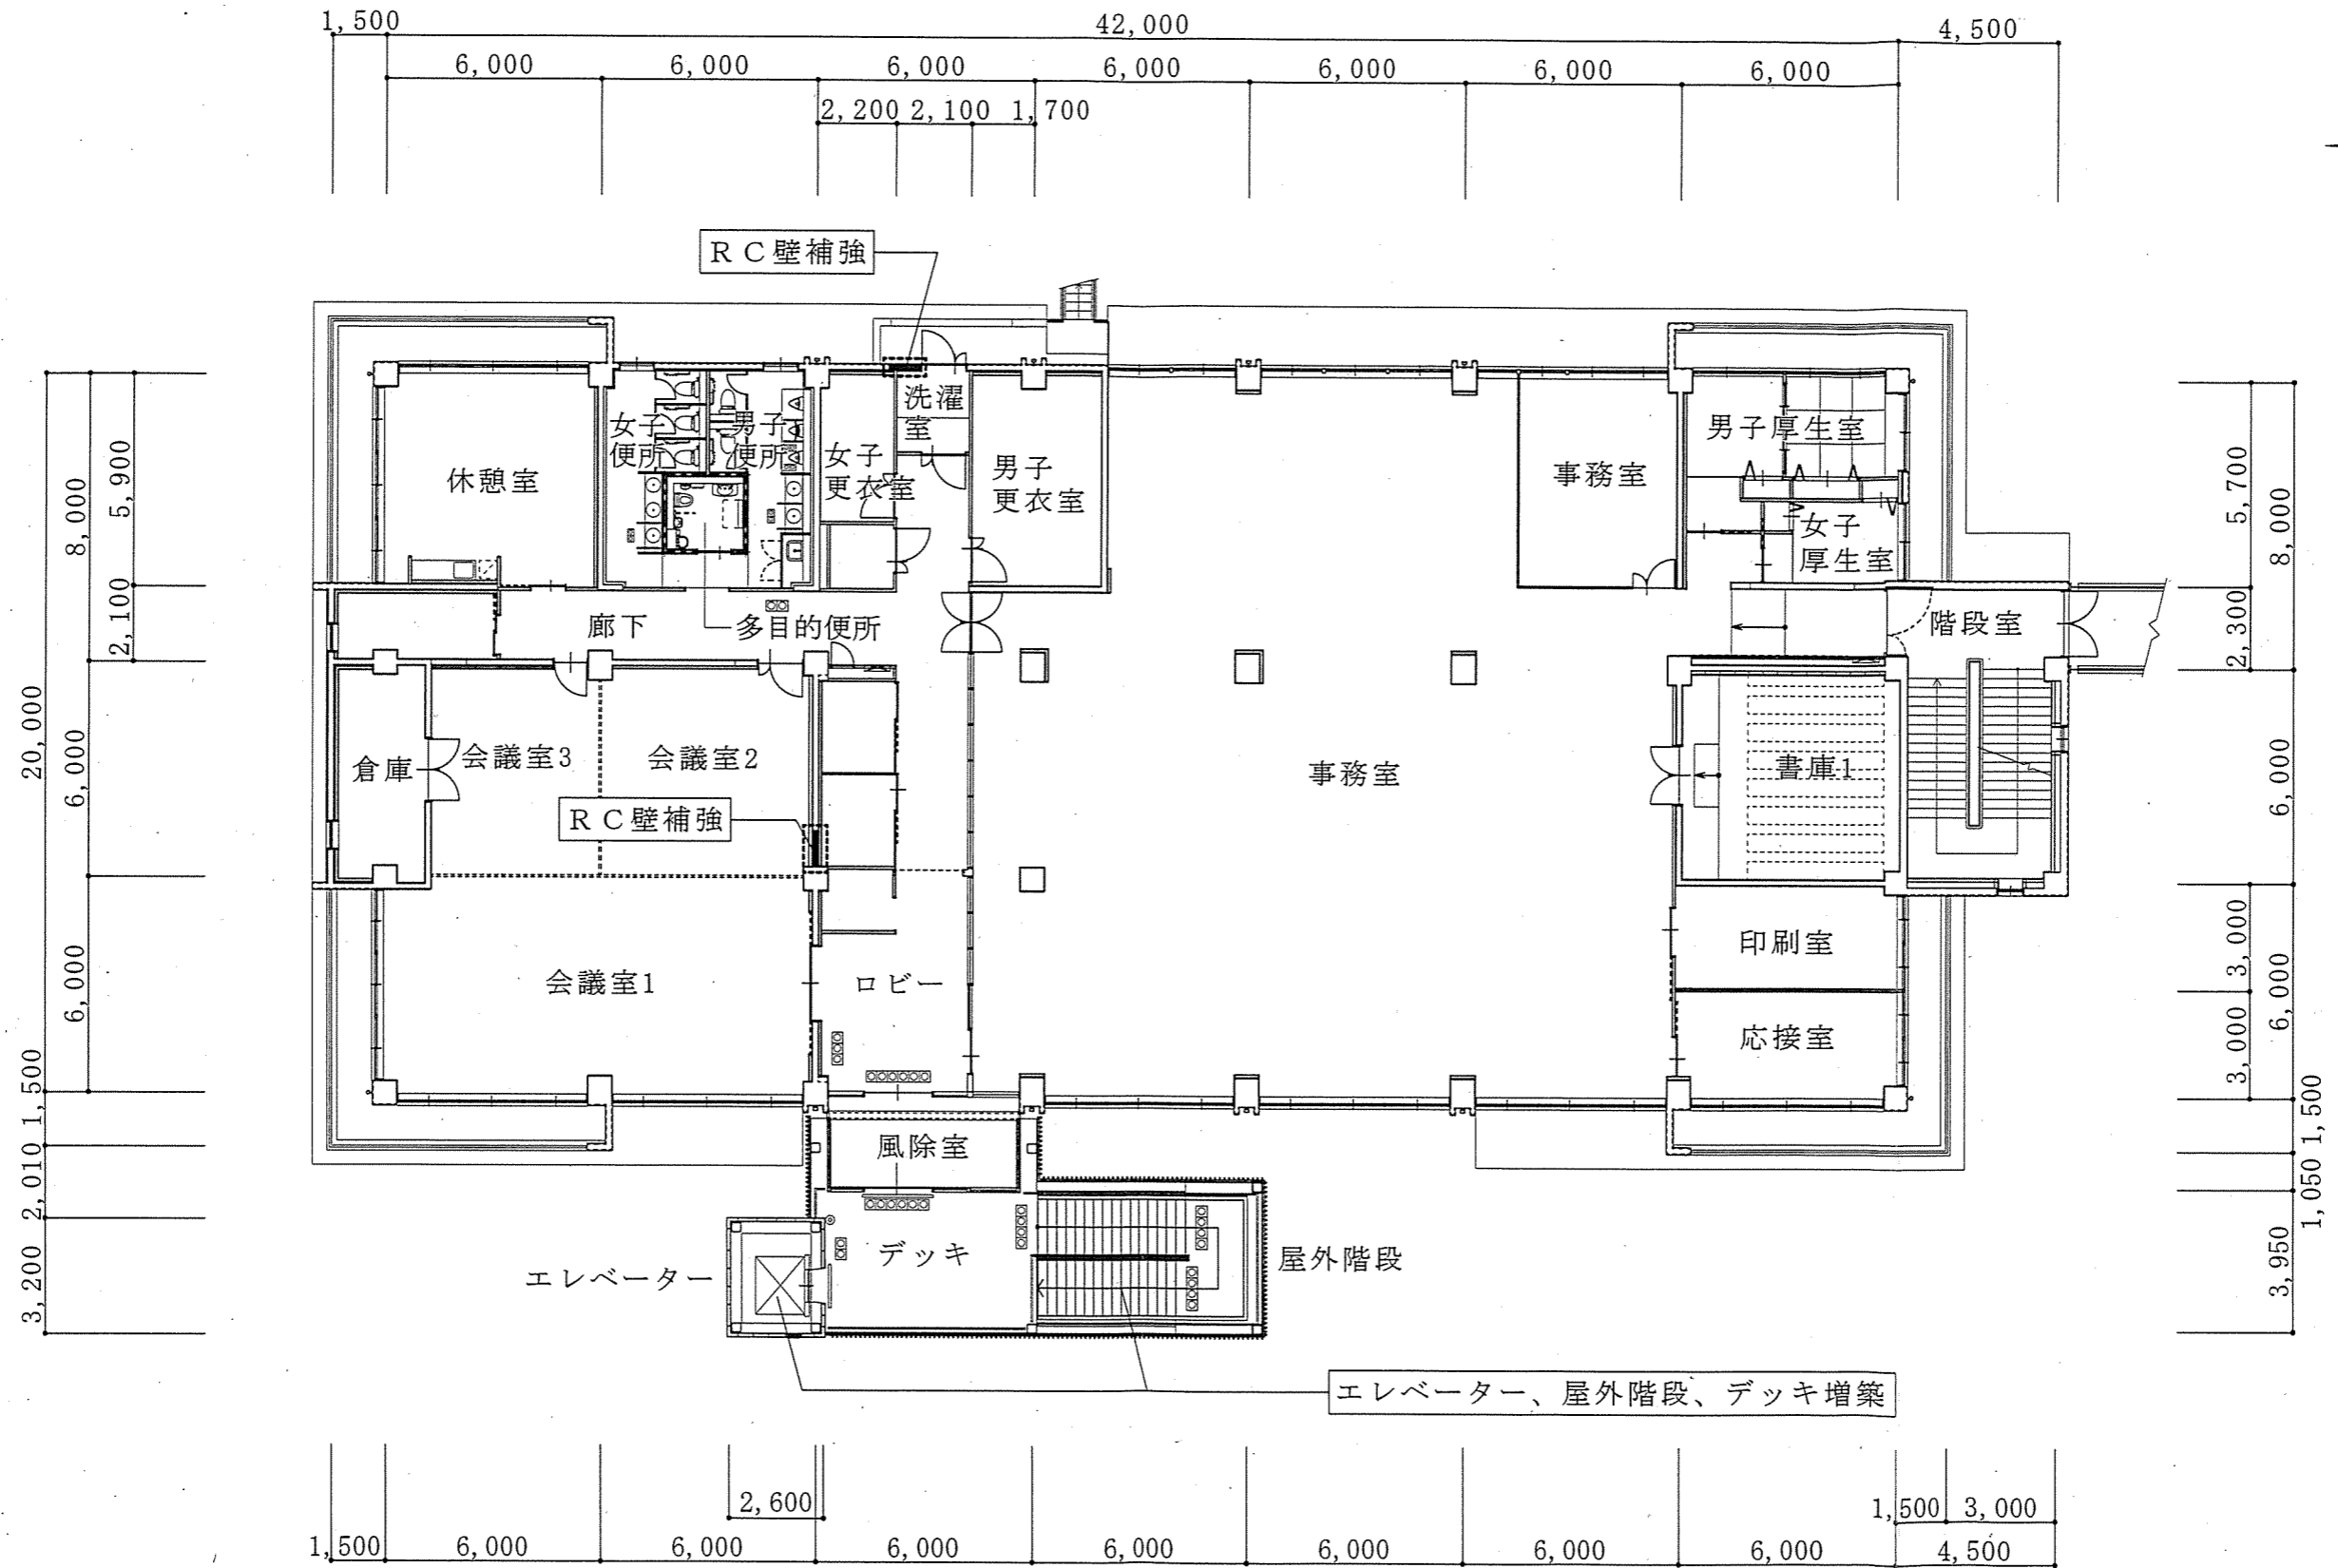 1,500
42,000
4,500
6,000
6,000
6,000
6,000
6,000
6,000
6,000
2,200
2,100
1,700
ＲＣ壁補強
休憩室
女子
便所
男子
便所
女子
更衣室
洗濯
室
男子
更衣室
事務室
男子厚生室
女子
厚生室
廊下
多目的便所
階段室
倉庫
会議室3
会議室2
ＲＣ壁補強
事務室
書庫1
会議室1
ロビー
印刷室
応接室
風除室
デッキ
エレベーター
屋外階段
エレベーター、屋外階段、デッキ増築
20,000
1,500
2,010
3,200
8,000
6,000
6,000
5,900
2,100
5,700
2,300
3,000
3,000
8,000
6,000
6,000
3,950
1,500
1,050
2,600
1,500
3,000
1,500
6,000
6,000
6,000
6,000
6,000
6,000
6,000
4,500